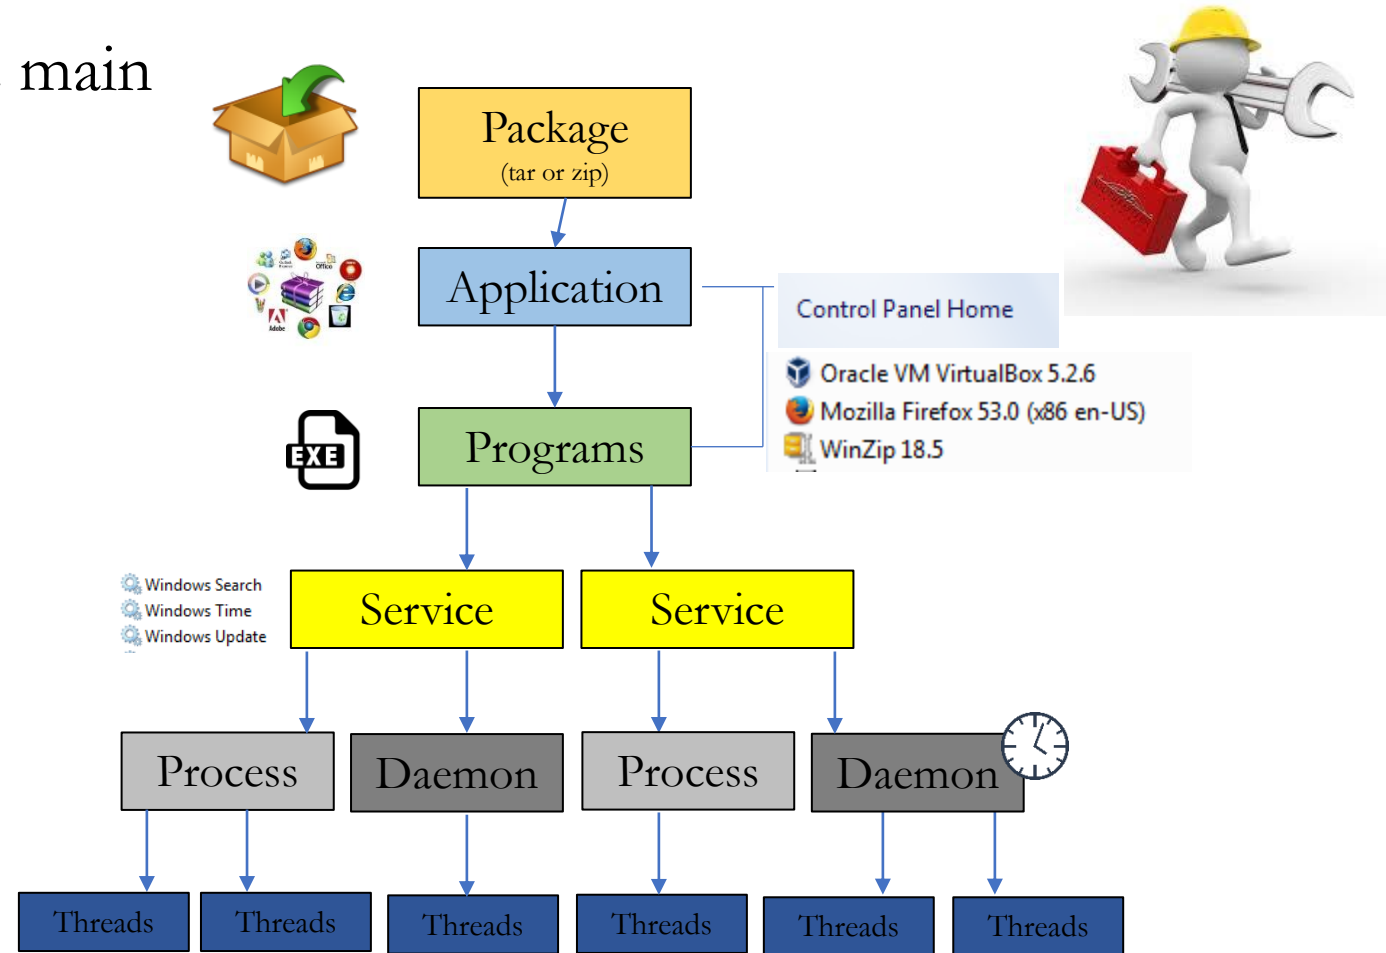 main
Package
(tar or zip)
Office
Adobe
Application
Control Panel Home
Oracle VM VirtualBox 5.2.6
Mozilla Firefox 53.0 (x86 en-US)
WinZip 18.5
EXE
Programs
Windows Search
Windows Time
Windows Update
Service
Service
Process
Daemon
Process
Daemon
Threads
Threads
Threads
Threads
Threads
Threads